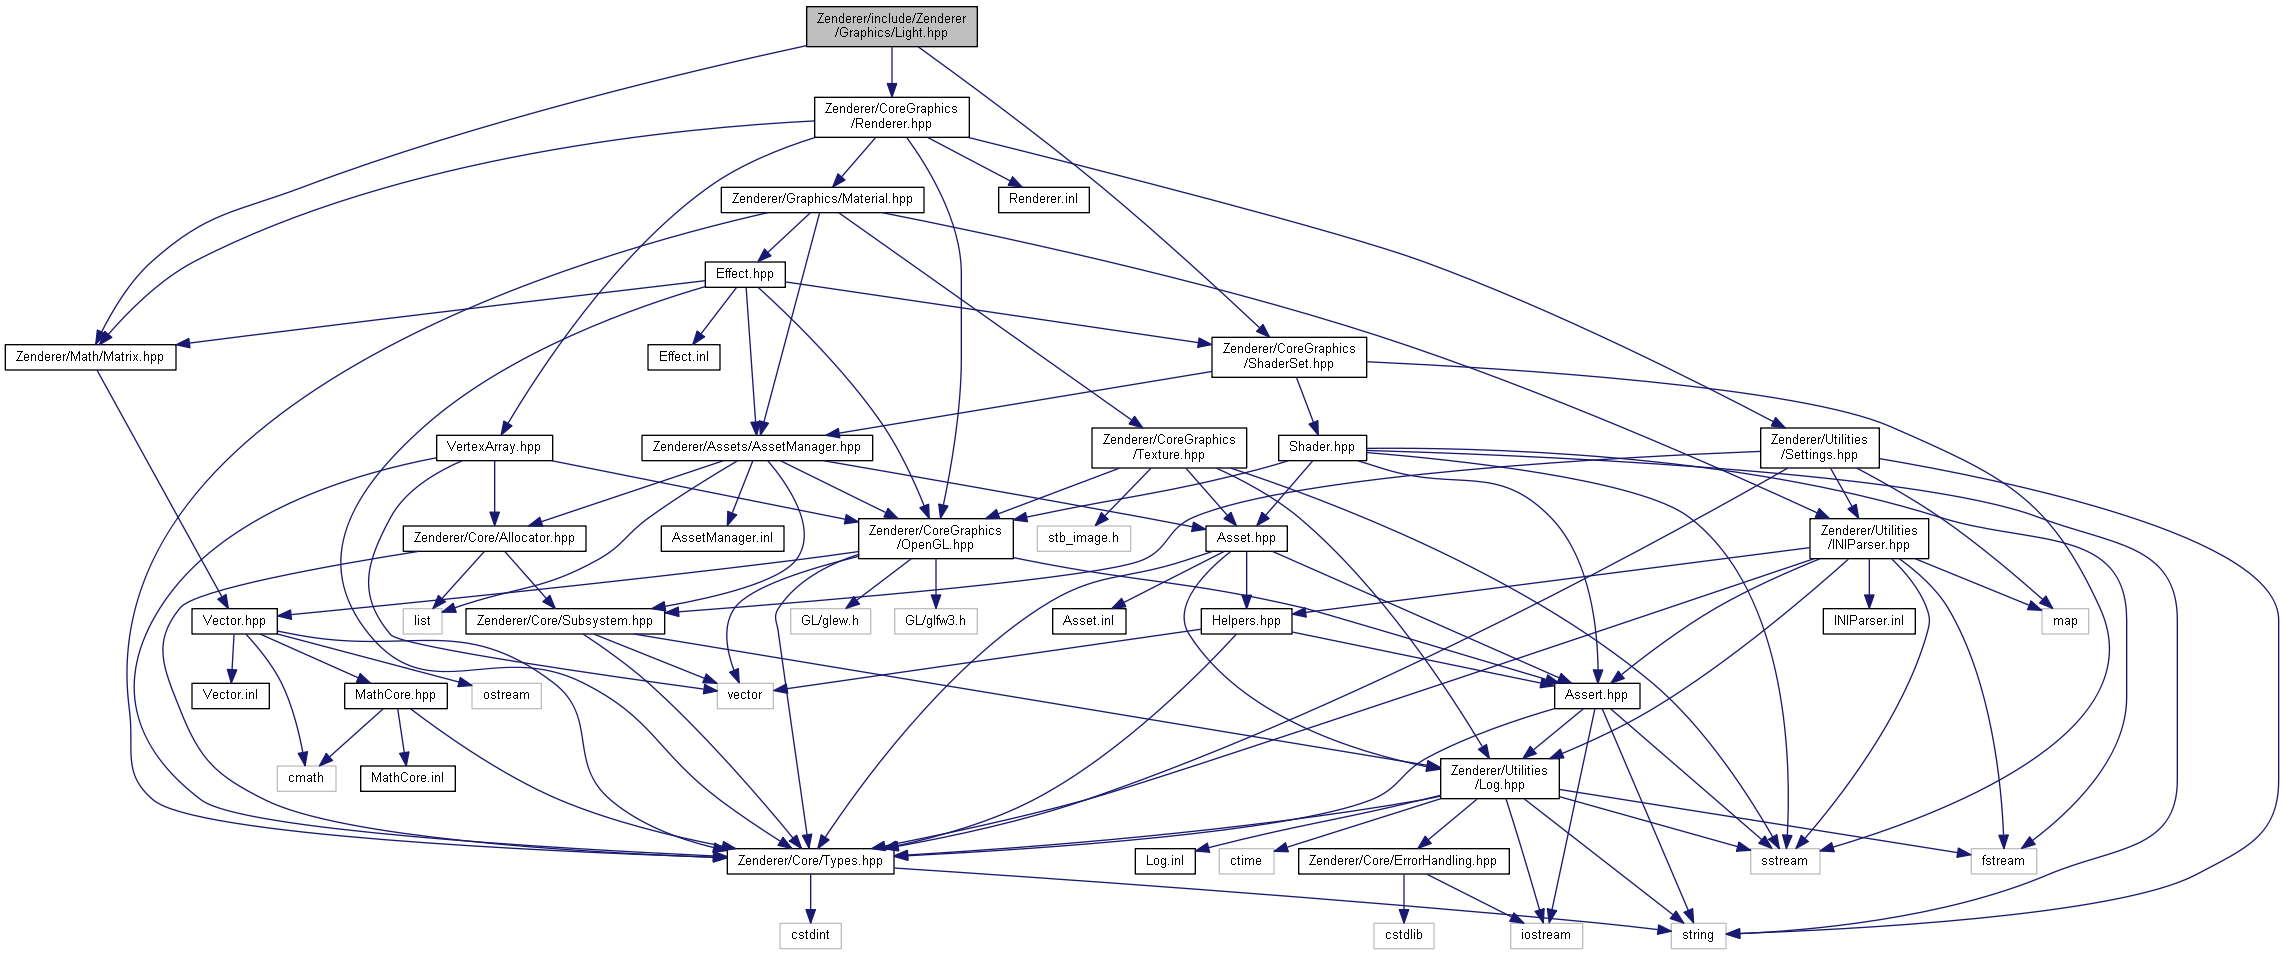 Zenderer/include/Zenderer
/Graphics/Light.hpp
Zenderer/CoreGraphics
/Renderer.hpp
Zenderer/Graphics/Material.hpp
Renderer.inl
Effect.hpp
Zenderer/Math/Matrix.hpp
Effect.inl
Zenderer/CoreGraphics
/ShaderSet.hpp
VertexArray.hpp
Zenderer/Assets/AssetManager.hpp
Zenderer/CoreGraphics
/Texture.hpp
Shader.hpp
Zenderer/Utilities
/Settings.hpp
Zenderer/Core/Allocator.hpp
AssetManager.inl
Zenderer/CoreGraphics
/OpenGL.hpp
stb_image.h
Asset.hpp
Zenderer/Utilities
/INIParser.hpp
Vector.hpp
list
Zenderer/Core/Subsystem.hpp
GL/glew.h
GL/glfw3.h
Asset.inl
Helpers.hpp
INIParser.inl
map
Vector.inl
MathCore.hpp
ostream
vector
Assert.hpp
cmath
MathCore.inl
Zenderer/Utilities
/Log.hpp
Zenderer/Core/Types.hpp
Log.inl
ctime
Zenderer/Core/ErrorHandling.hpp
sstream
fstream
cstdint
cstdlib
iostream
string